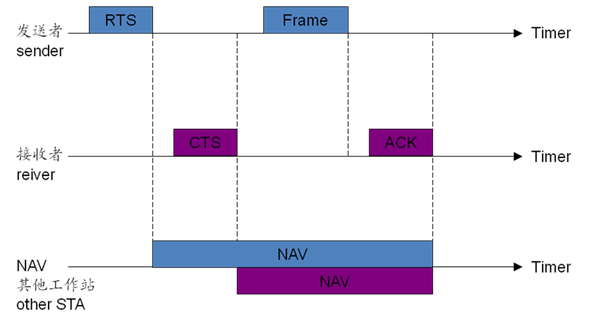 RTS
Frame
发送者
sender
Timer
CTS
ACK
接收者
reiver
Timer
NAV
NAV
其他工作站
other STA
NAV
Timer